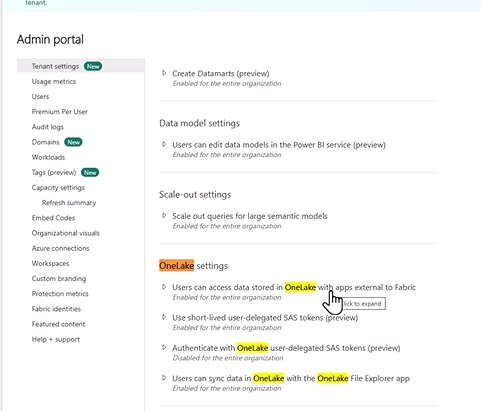 tenant.
Admin portal
Tenant settings New
Usage metrics
Users
Premium Per User
Audit logs
Domains New
Workloads
Tags (preview) New
Capacity settings
Refresh summary
Embed Codes
Organizational visuals
Azure connections
Workspaces
Custom branding
Protection metrics
Fabric identities
Featured content
Help + support
Create Datamarts (preview)
Enabled for the entire organization
Data model settings
Users can edit data models in the Power BI service (preview)
Enabled for the entire organization
Scale-out settings
Scale out queries for large semantic models
Enabled for the entire organization
OneLake settings
Users can access data stored in OneLake with apps external to Fabric
Enabled for the entire organization
to expand
Use short-lived user-delegated SAS tokens (preview)
Enabled for the entire organization
Authenticate with OneLake user-delegated SAS tokens (preview)
Disabled for the entire organization
Users can sync data in OneLake with the OneLake File Explorer app
Enabled for the entire organization